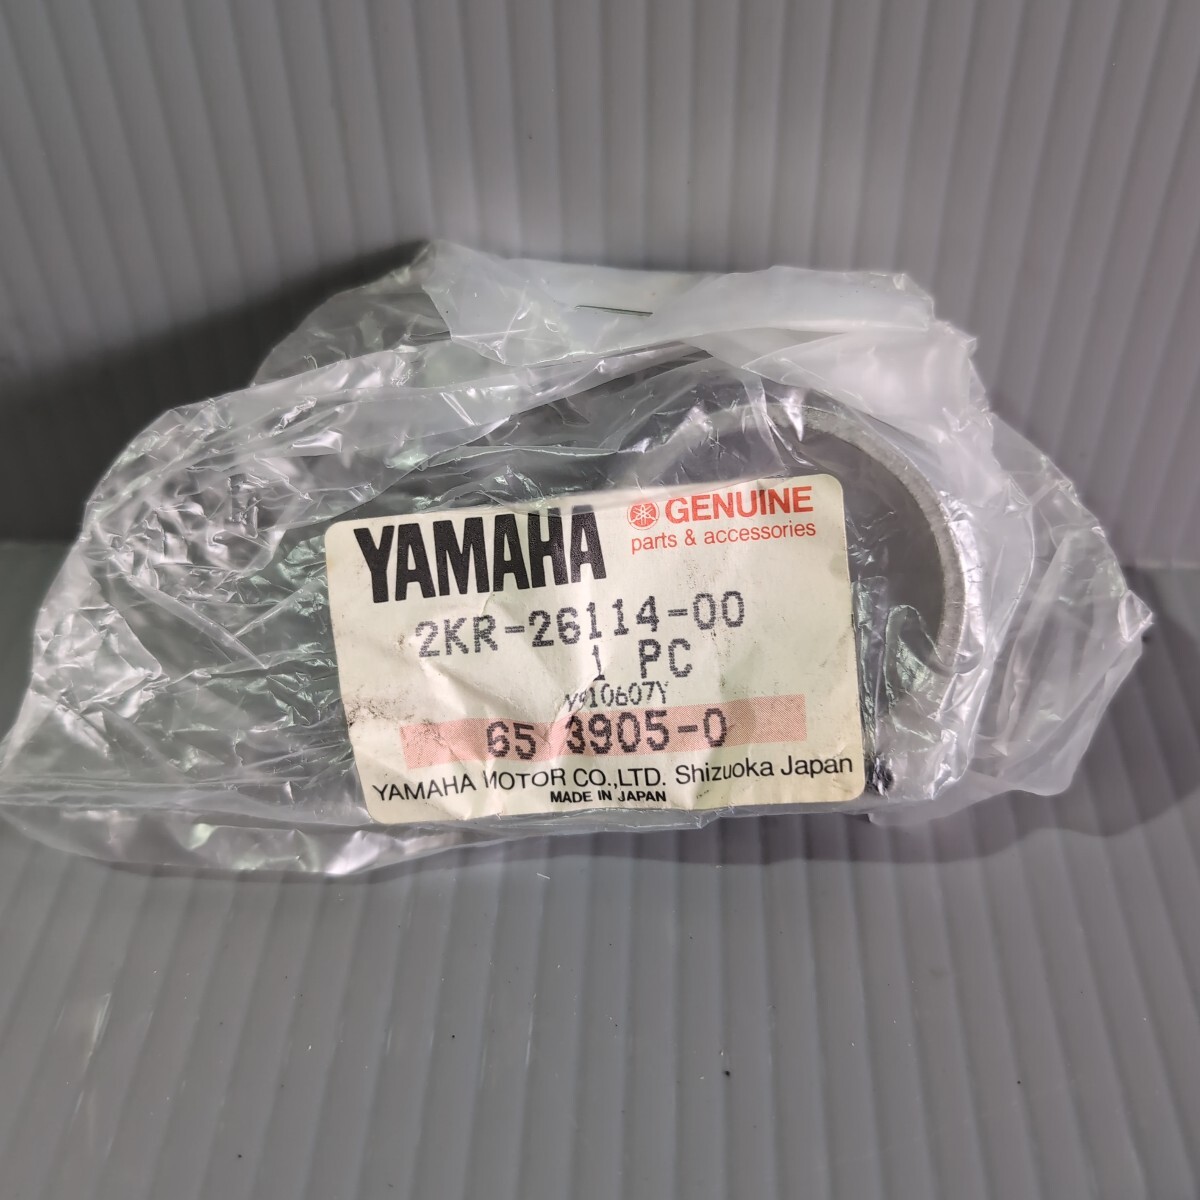 YAMAHA
GENUINE
parts & accessories
2KR-26114-00
1 PC
Y910607Y
65 3905-0
YAMAHA MOTOR CO.,LTD. Shizuoka Japan
MADE IN JAPAN